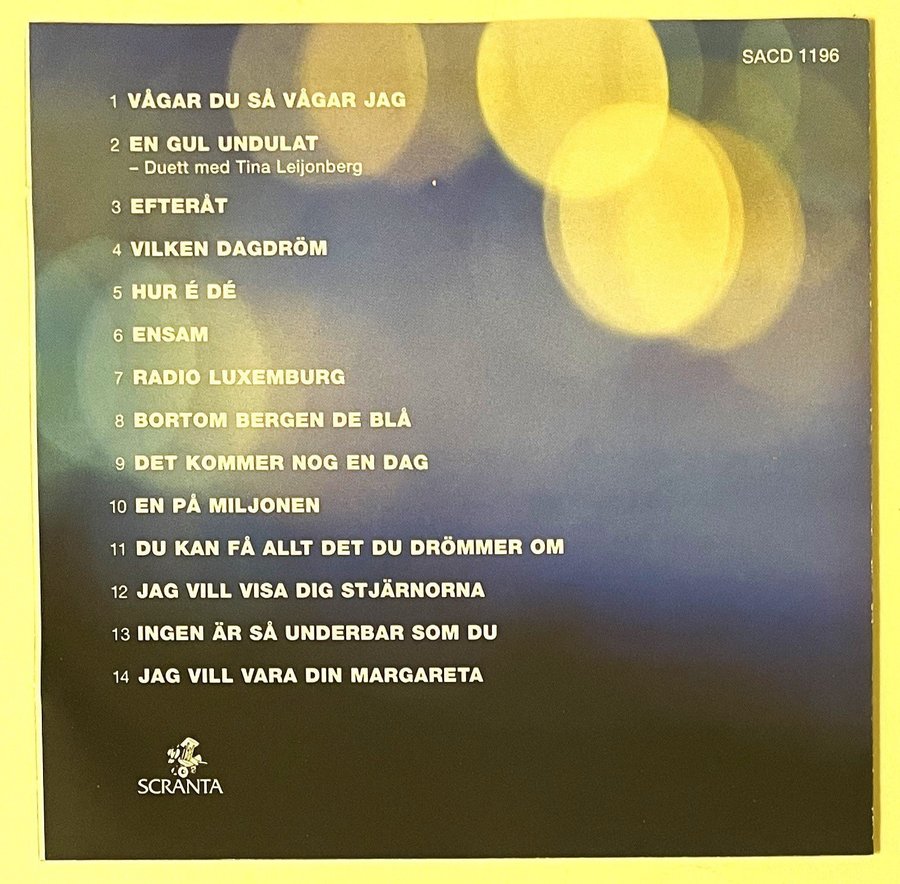 SACD 1196
1 VÅGAR DU SÅ VÅGAR JAG
2 EN GUL UNDULAT
– Duett med Tina Leijonberg
3 EFTERÅT
4 VILKEN DAGDRÖM
5 HUR É DÉ
6 ENSAM
7 RADIO LUXEMBURG
8 BORTOM BERGEN DE BLÅ
9 DET KOMMER NOG EN DAG
10 EN PÅ MILJONEN
11 DU KAN FÅ ALLT DET DU DRÖMMER OM
12 JAG VILL VISA DIG STJÄRNORNA
13 INGEN ÄR SÅ UNDERBAR SOM DU
14 JAG VILL VARA DIN MARGARETA
SCRANTA